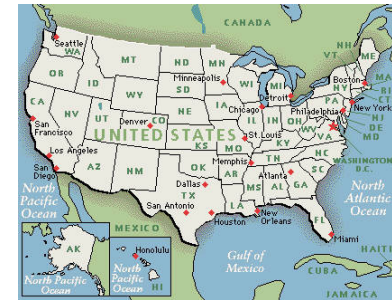 CANADA
Seattle
WA
MT
ND
MN
VT
NH
ME
OR
ID
WY
SD
Minneapolis
WI
MI
NY
Boston
MA
RI
CT
Detroit
Chicago
IA
NE
PA
New York
Philadelphia
NJ
DE
MD
CA
NV
UT
Denver
CO
IL
IN
OH
WV
VA
UNITED STATES
San
Francisco
KS
MO
St.Louis
KY
WASHINGTON
D.C.
Los Angeles
San
Diego
AZ
NM
OK
AR
Memphis
TN
NC
SC
Atlanta
MS
AL
GA
Dallas
TX
LA
North
Pacific
Ocean
North
Atlantic
Ocean
San Antonio
Houston
New
Orleans
FL
Miami
MEXICO
Gulf of
Mexico
CUBA
HAITI
JAMAICA
AK
North Pacific
Ocean
Honolulu
North
Pacific
Ocean
HI